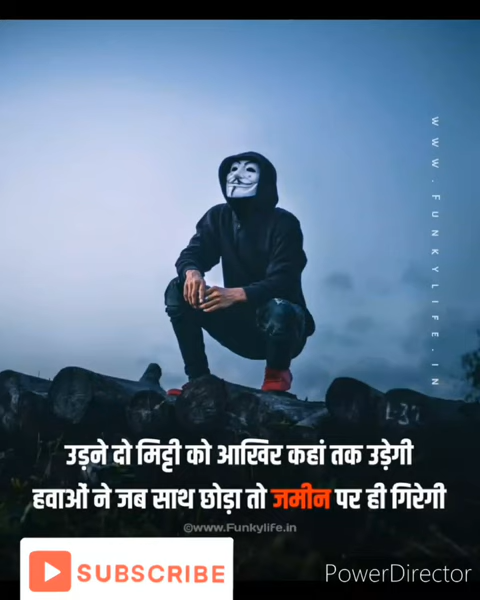 www.Funkylife.in
उड़ने दो मिट्टी को आखिर कहां तक उड़ेगी
हवाओं ने जब साथ छोड़ा तो जमीन पर ही गिरेगी
©www.Funkylife.in
SUBSCRIBE
PowerDirector